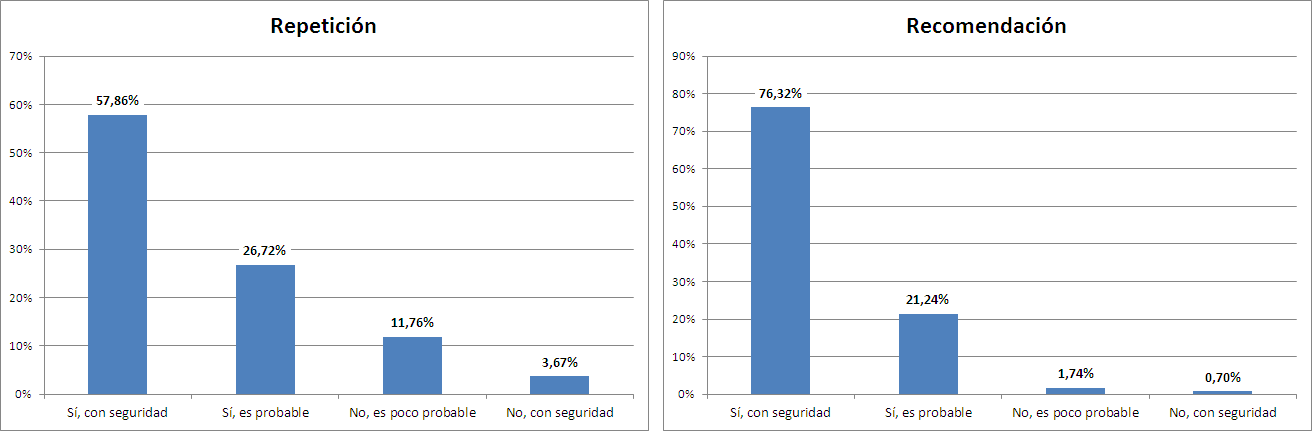 Repetición
70%
60%
50%
40%
30%
20%
10%
0%
57,86%
26,72%
11,76%
3,67%
Sí, con seguridad
Sí, es probable
No, es poco probable
No, con seguridad
Recomendación
90%
80%
70%
60%
50%
40%
30%
20%
10%
0%
76,32%
21,24%
1,74%
0,70%
Sí, con seguridad
Sí, es probable
No, es poco probable
No, con seguridad